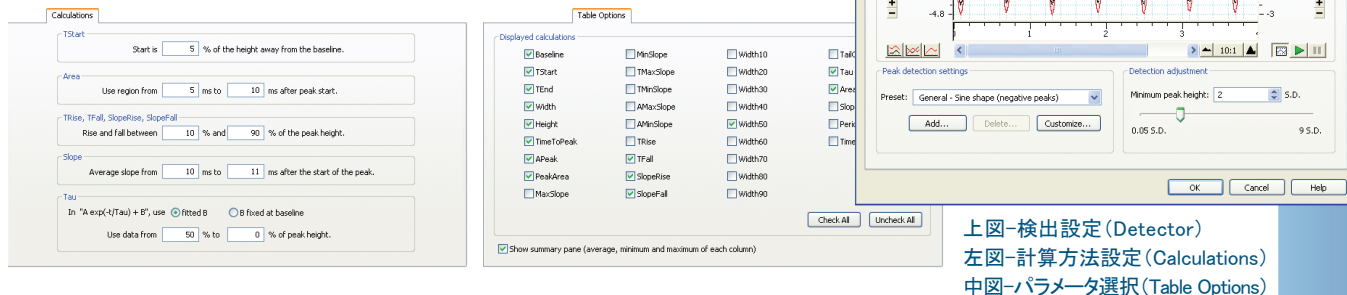 Calculations
TStart
Start is 5 % of the height away from the baseline.
Area
Use region from 5 ms to 10 ms after peak start.
TRise, TFall, SlopeRise, SlopeFall
Rise and fall between 10 % and 90 % of the peak height.
Slope
Average slope from 10 ms to 11 ms after the start of the peak.
Tau
In "A exp(-t/Tau) + B", use fitted B B fixed at baseline
Use data from 50 % to 0 % of peak height.
Table Options
Displayed calculations
Baseline MinSlope Width10
TStart TMaxSlope Width20 Tau
TEnd TMinSlope Width30 Area
Width AMaxSlope Width40 Slop
Height AMinSlope Width50 Peri
TimeToPeak TRise Width60 Time
APeak TFall Width70
PeakArea SlopeRise Width80
MaxSlope SlopeFall Width90
Check All Uncheck All
Show summary pane (average, minimum and maximum of each column)
-4.8 -3
1 2 3
10:1
Peak detection settings
Preset: General - Sine shape (negative peaks)
Add... Delete... Customize...
Detection adjustment
Minimum peak height: 2 S.D.
0.05 S.D. 9 S.D.
OK Cancel Help
上図-検出設定(Detector)
左図-計算方法設定(Calculations)
中図-パラメータ選択(Table Options)